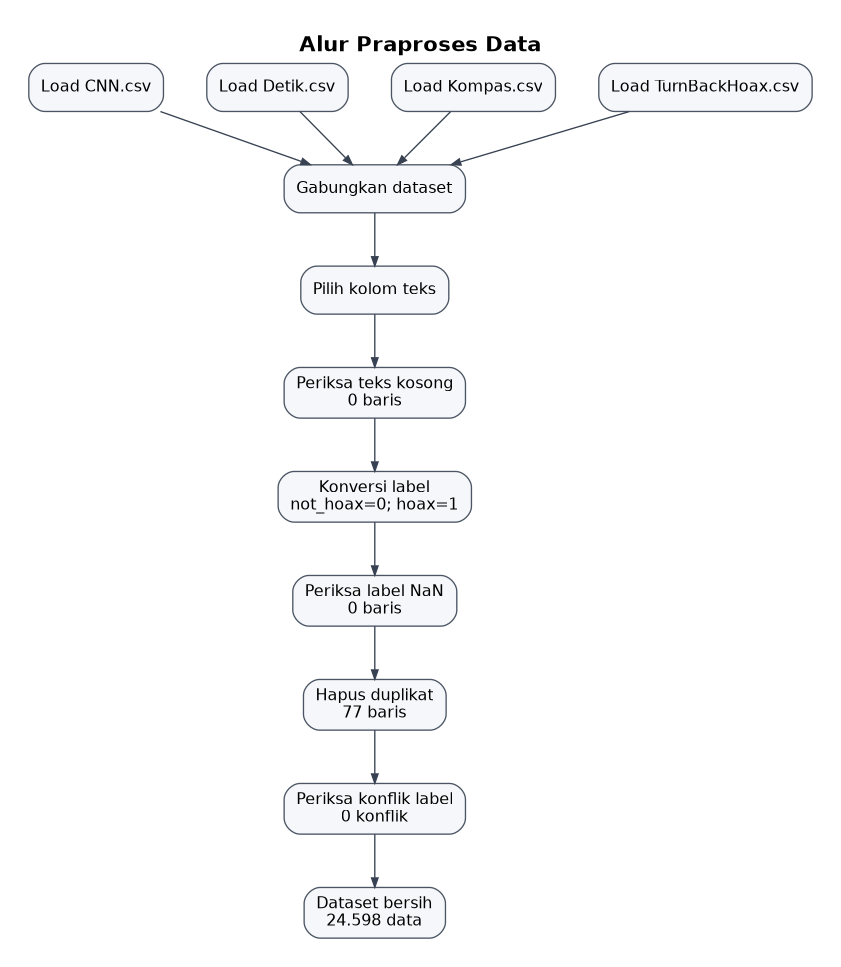 Alur Praproses Data
Load CNN.csv
Load Detik.csv
Load Kompas.csv
Load TurnBackHoax.csv
Gabungkan dataset
Pilih kolom teks
Periksa teks kosong
0 baris
Konversi label
not_hoax=0; hoax=1
Periksa label NaN
0 baris
Hapus duplikat
77 baris
Periksa konflik label
0 konflik
Dataset bersih
24.598 data